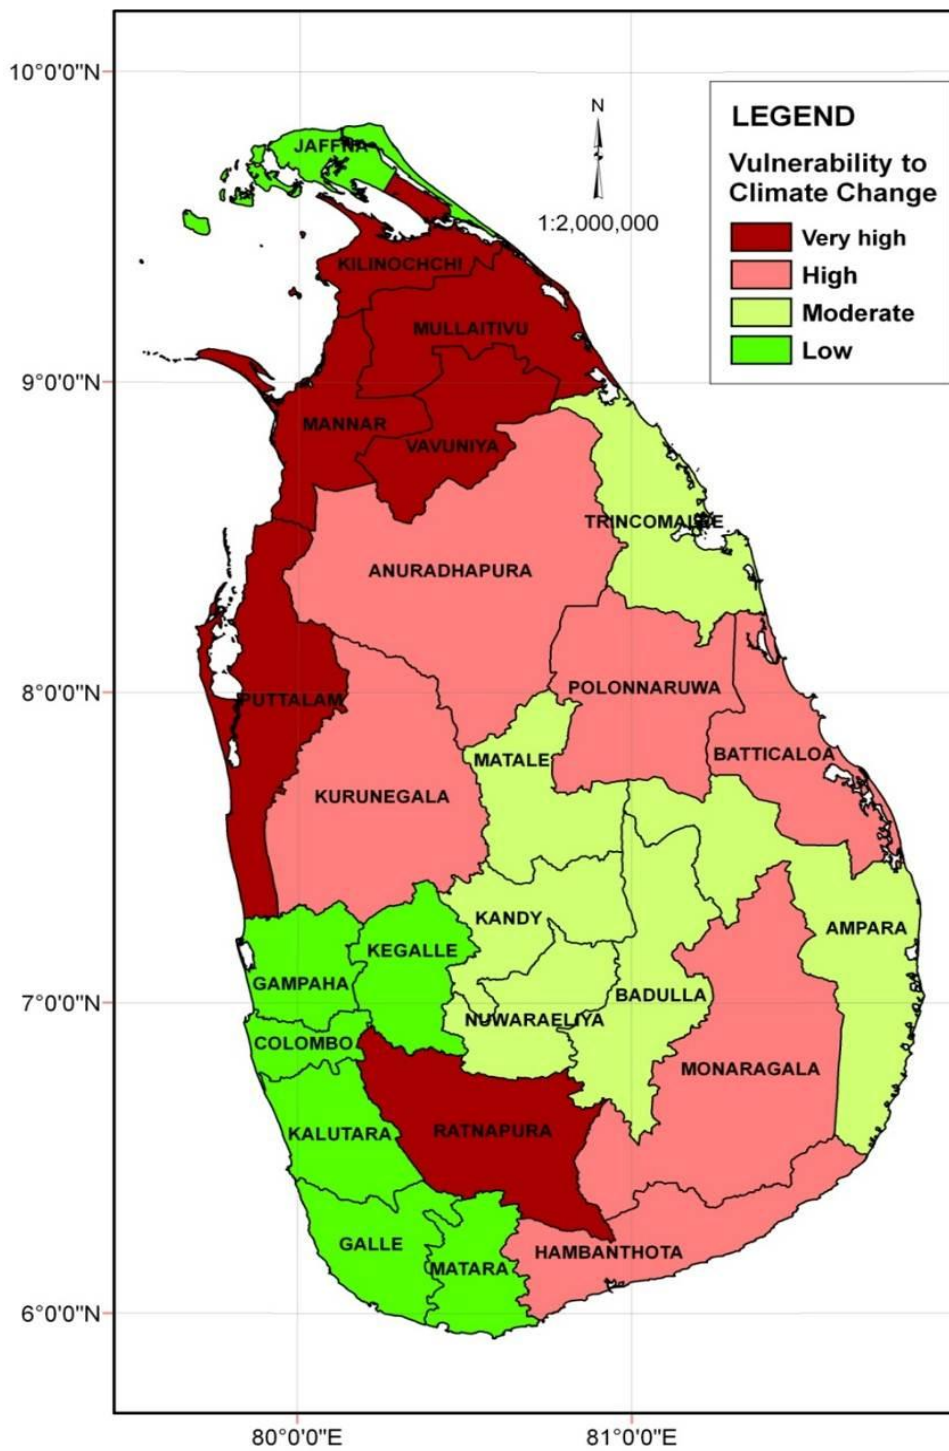 10°0'0"N
N
1:2,000,000
LEGEND
Vulnerability to
Climate Change
Very high
High
Moderate
Low
JAFFNA
KILINOCHCHI
MULLAITIVU
9°0'0"N
MANNAR
VAVUNIYA
TRINCOMALEE
ANURADHAPURA
8°0'0"N
PUTTALAM
POLONNARUWA
BATTICALOA
MATALE
KURUNEGALA
KANDY
AMPARA
KEGALLE
GAMPAHA
7°0'0"N
BADULLA
NUWARAELIYA
COLOMBO
MONARAGALA
KALUTARA
RATNAPURA
GALLE
HAMBANTHOTA
MATARA
6°0'0"N
80°0'0"E
81°0'0"E